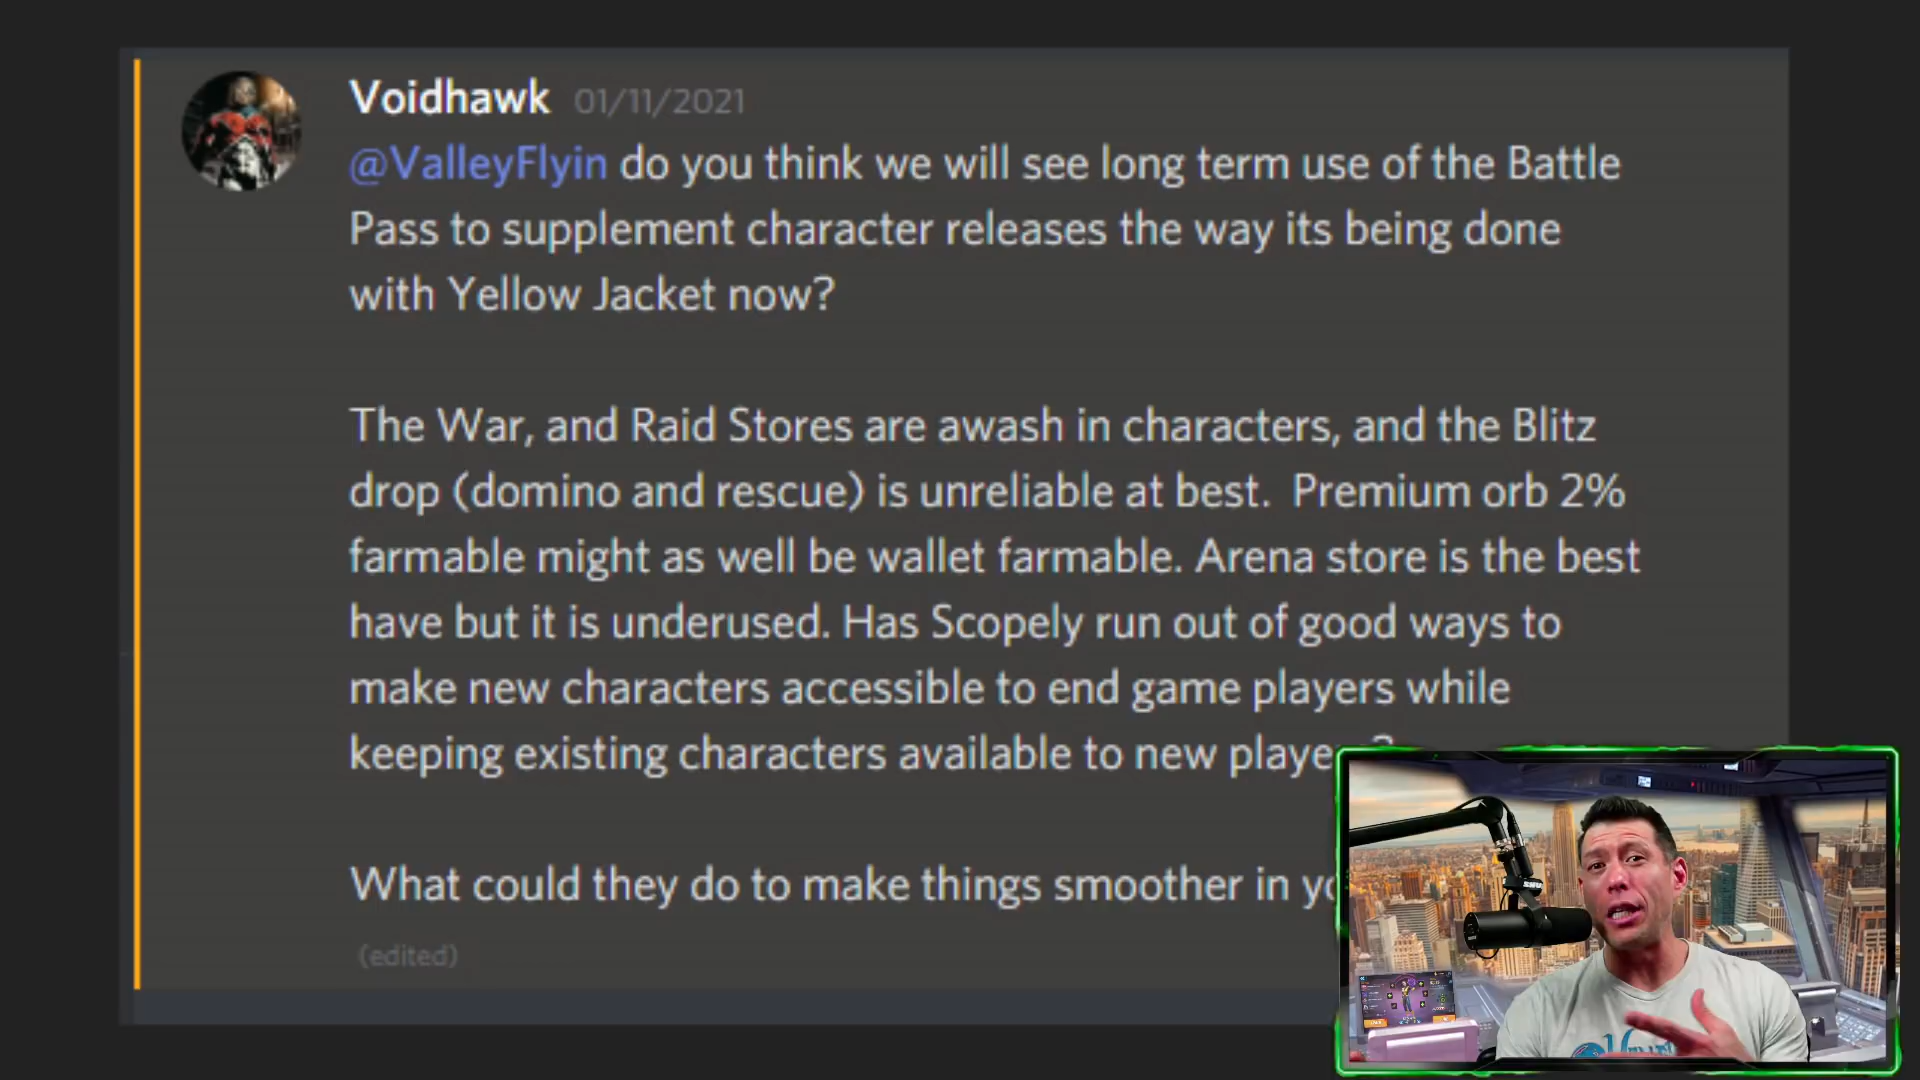 Voidhawk 01/11/2021
@ValleyFlyin do you think we will see long term use of the Battle
Pass to supplement character releases the way its being done
with Yellow Jacket now?
The War, and Raid Stores are awash in characters, and the Blitz
drop (domino and rescue) is unreliable at best. Premium orb 2%
farmable might as well be wallet farmable. Arena store is the best
have but it is underused. Has Scopely run out of good ways to
make new characters accessible to end game players while
keeping existing characters available to new playe
What could they do to make things smoother in yo
(edited)
SHURE